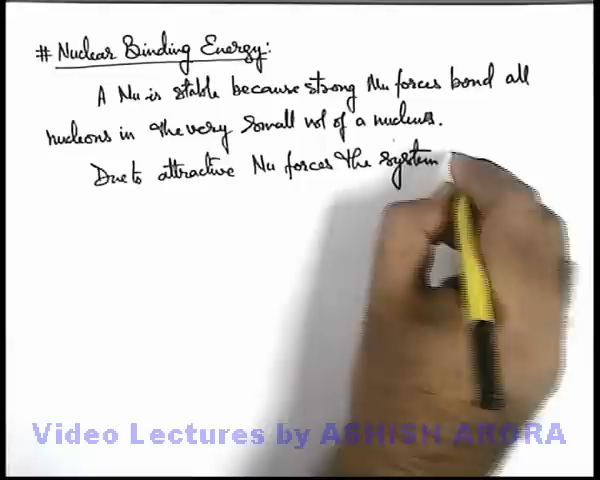 # Nuclear Binding Energy:
A Nu is stable because strong Nu forces bond all
nucleons in the very small vol of a nucleus.
Due to attractive Nu forces the system
Video Lectures by ASHISH ARORA